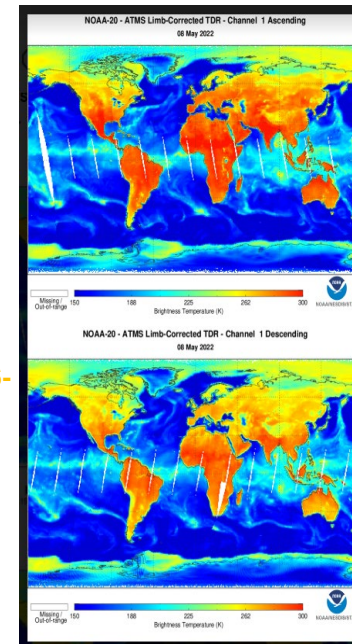 NOAA-20 - ATMS Limb-Corrected TDR - Channel 1 Ascending
08 May 2022
Missing /
Out-of-range
150 188 225 262 300
Brightness Temperature (K)
NOAA
NOAA/NESDIS/STAR
NOAA-20 - ATMS Limb-Corrected TDR - Channel 1 Descending
08 May 2022
Missing /
Out-of-range
150 188 225 262 300
Brightness Temperature (K)
NOAA
NOAA/NESDIS/STAR